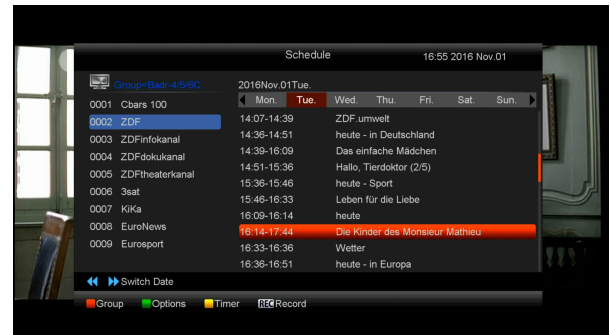 Schedule 16:55 2016 Nov.01
Group<Badr-4/5/6C
2016Nov.01Tue.
Mon. Tue. Wed. Thu. Fri. Sat. Sun.
0001 Cbars 100
0002 ZDF
0003 ZDFinfokanal
0004 ZDFdokukanal
0005 ZDFtheaterkanal
0006 3sat
0007 KiKa
0008 EuroNews
0009 Eurosport
14:07-14:39 ZDF.umwelt
14:36-14:51 heute - in Deutschland
14:39-16:09 Das einfache Mädchen
14:51-15:36 Hallo, Tierdoktor (2/5)
15:36-15:46 heute - Sport
15:46-16:33 Leben für die Liebe
16:09-16:14 heute
16:14-17:44 Die Kinder des Monsieur Mathieu
16:33-16:36 Wetter
16:36-16:51 heute - in Europa
Switch Date
Group Options Timer REC Record